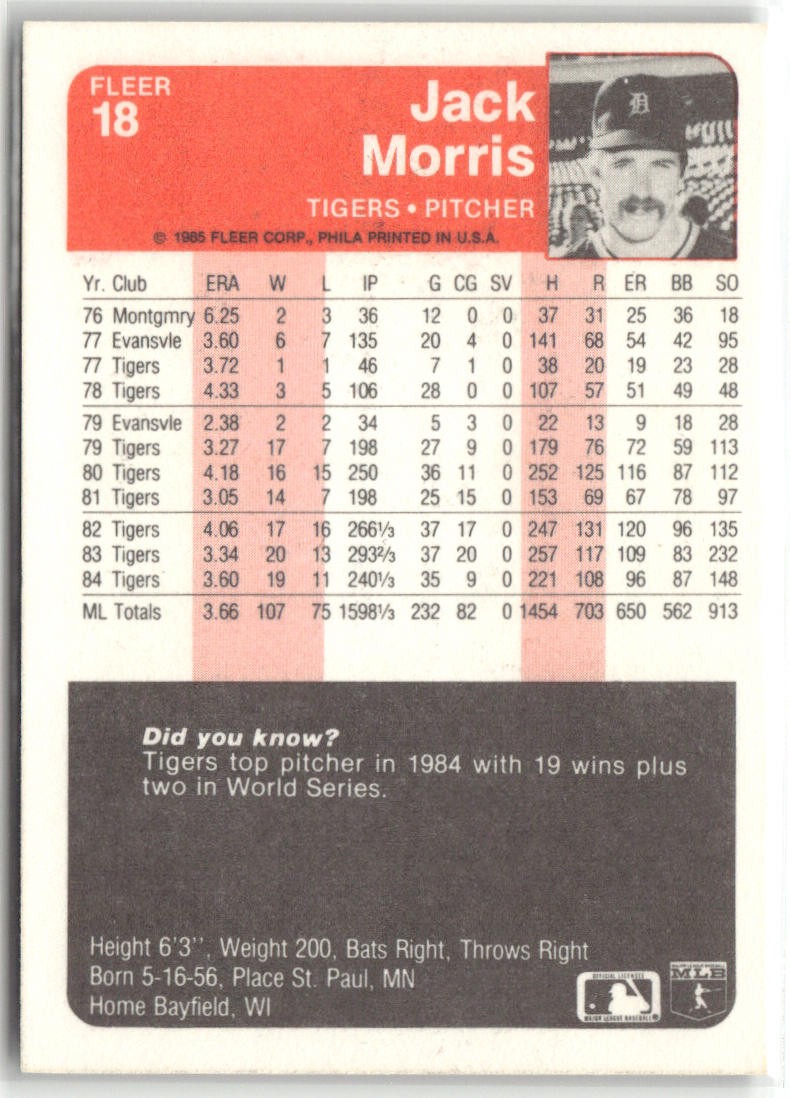 FLEER
18
Jack
Morris
TIGERS • PITCHER
© 1985 FLEER CORP., PHILA PRINTED IN U.S.A.
Yr. Club ERA W L IP G CG SV H R ER BB SO
76 Montgmry 6.25 2 3 36 12 0 0 37 31 25 36 18
77 Evansvle 3.60 6 7 135 20 4 0 141 68 54 42 95
77 Tigers 3.72 1 1 46 7 1 0 38 20 19 23 28
78 Tigers 4.33 3 5 106 28 0 0 107 57 51 49 48
79 Evansvle 2.38 2 2 34 5 3 0 22 13 9 18 28
79 Tigers 3.27 17 7 198 27 9 0 179 76 72 59 113
80 Tigers 4.18 16 15 250 36 11 0 252 125 116 87 112
81 Tigers 3.05 14 7 198 25 15 0 153 69 67 78 97
82 Tigers 4.06 17 16 266⅓ 37 17 0 247 131 120 96 135
83 Tigers 3.34 20 13 293⅔ 37 20 0 257 117 109 83 232
84 Tigers 3.60 19 11 240⅓ 35 9 0 221 108 96 87 148
ML Totals 3.66 107 75 1598⅓ 232 82 0 1454 703 650 562 913
Did you know?
Tigers top pitcher in 1984 with 19 wins plus
two in World Series.
Height 6'3'', Weight 200, Bats Right, Throws Right
Born 5-16-56, Place St. Paul, MN
Home Bayfield, WI
OFFICIAL LICENSEE
MAJOR LEAGUE BASEBALL
MAJOR LEAGUE BASEBALL
MLB